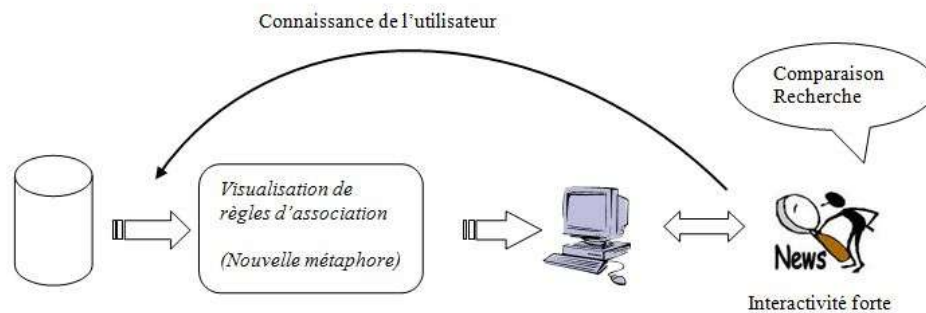 Connaissance de l'utilisateur
Comparaison
Recherche
Visualisation de
règles d'association
(Nouvelle métaphore)
News
Interactivité forte